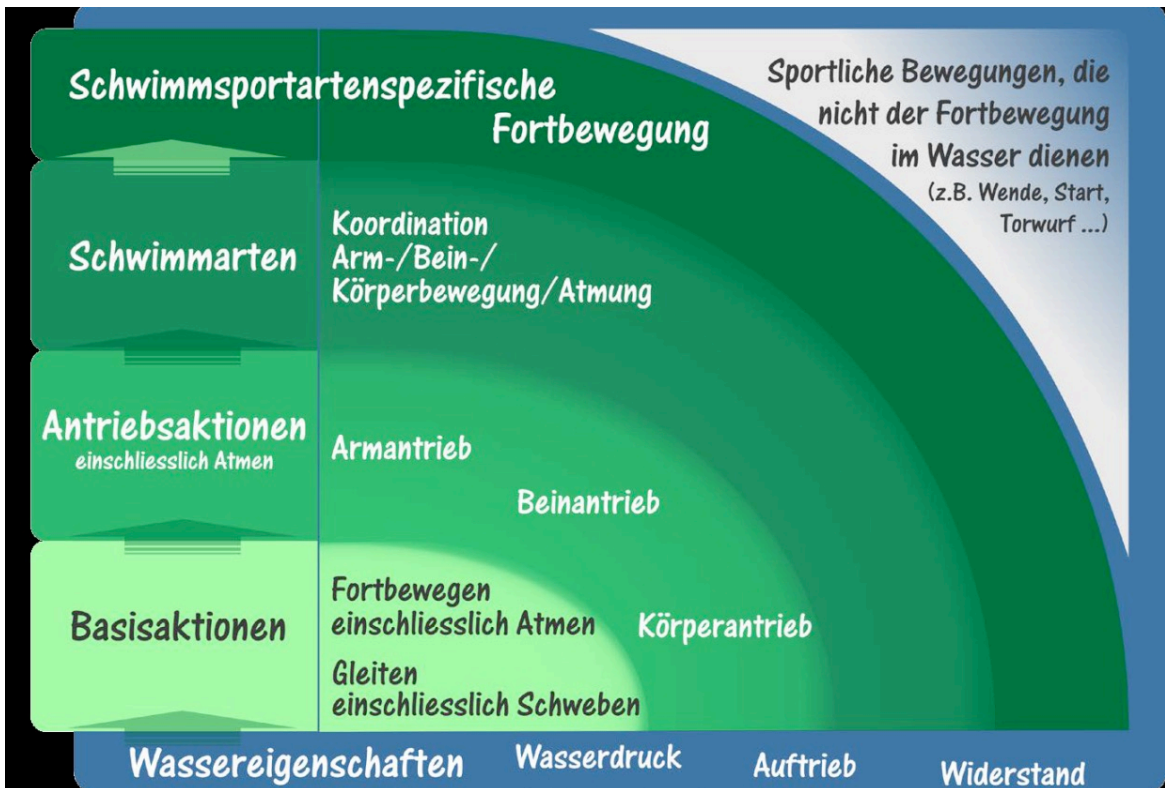 Schwimmsportartenspezifische
Fortbewegung
Sportliche Bewegungen, die
nicht der Fortbewegung
im Wasser dienen
(z.B. Wende, Start,
Torwurf ...)
Schwimmarten
Koordination
Arm-/Bein-/
Körperbewegung/Atmung
Antriebsaktionen
einschliesslich Atmen
Armantrieb
Beinantrieb
Körperantrieb
Basisaktionen
Fortbewegen
einschliesslich Atmen
Gleiten
einschliesslich Schweben
Wassereigenschaften
Wasserdruck
Auftrieb
Widerstand